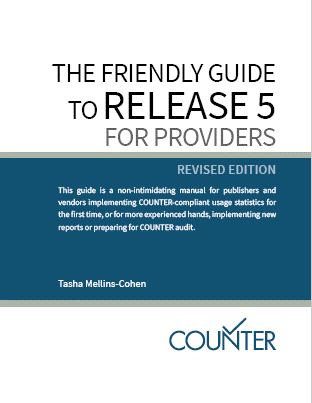 THE FRIENDLY GUIDE
TO RELEASE 5
FOR PROVIDERS
REVISED EDITION
This guide is a non-intimidating manual for publishers and
vendors implementing COUNTER-compliant usage statistics for
the first time, or for more experienced hands, implementing new
reports or preparing for COUNTER audit.
Tasha Mellins-Cohen
COUNTER